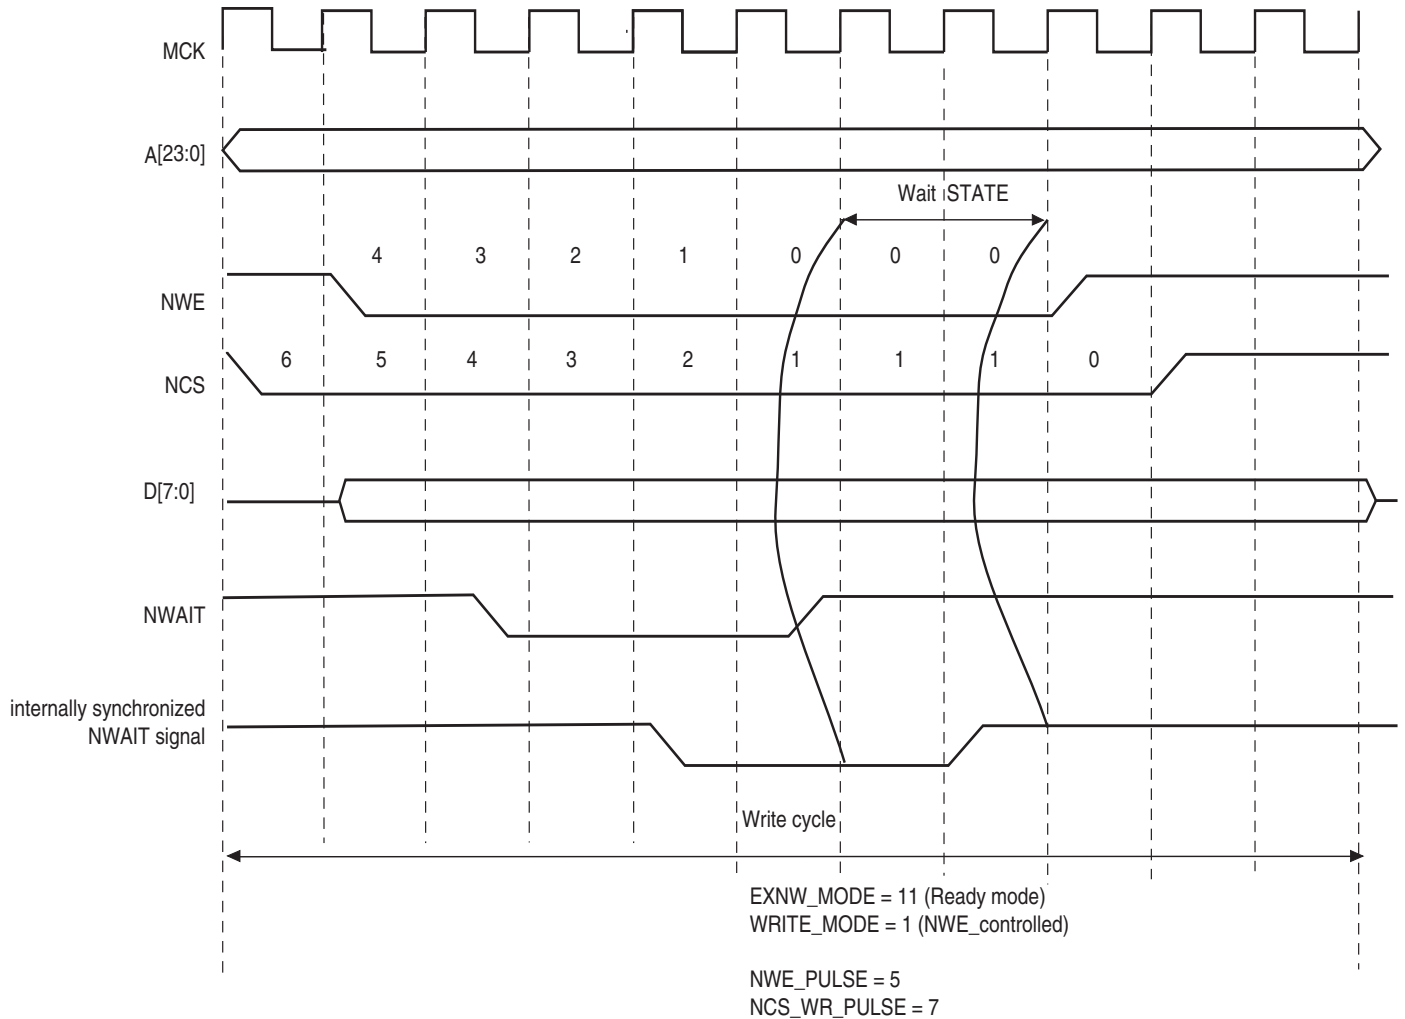 MCK
A[23:0]
Wait STATE
4 3 2 1 0 0 0
NWE
6 5 4 3 2 1 1 1 0
NCS
D[7:0]
NWAIT
internally synchronized
NWAIT signal
Write cycle
EXNW_MODE = 11 (Ready mode)
WRITE_MODE = 1 (NWE_controlled)
NWE_PULSE = 5
NCS_WR_PULSE = 7